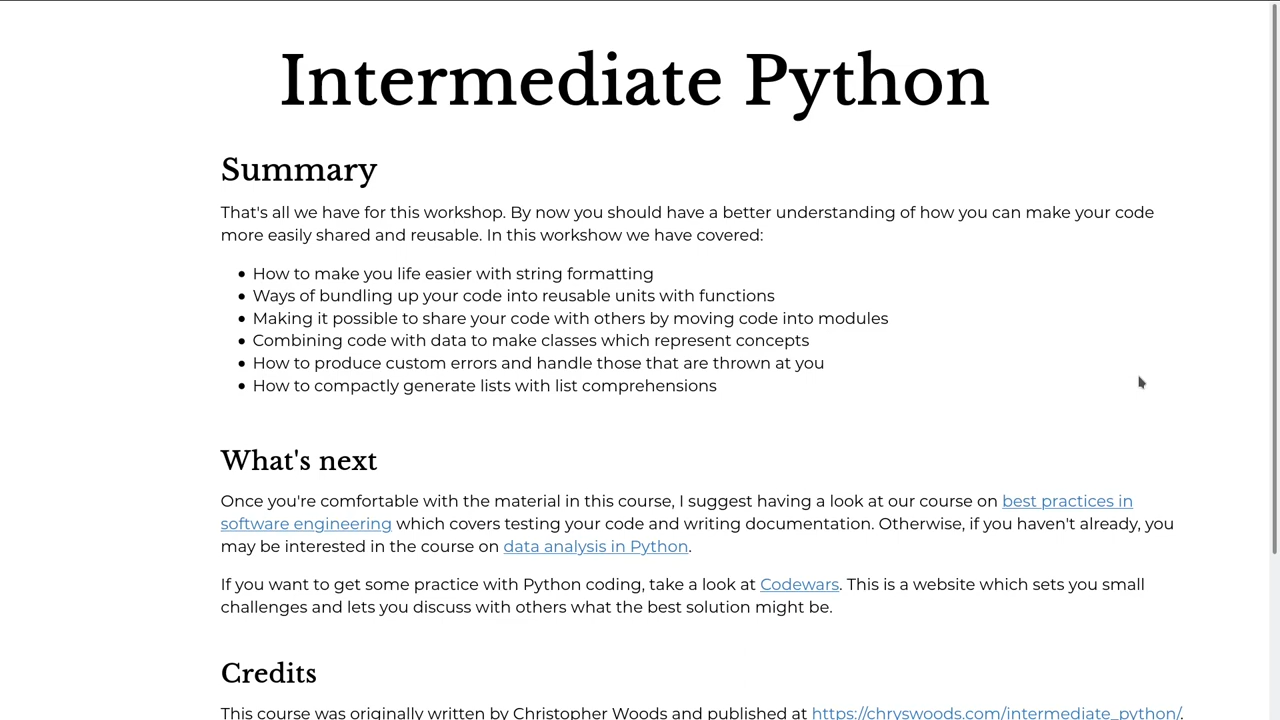 Intermediate Python
Summary
That's all we have for this workshop. By now you should have a better understanding of how you can make your code
more easily shared and reusable. In this workshow we have covered:
• How to make you life easier with string formatting
• Ways of bundling up your code into reusable units with functions
• Making it possible to share your code with others by moving code into modules
• Combining code with data to make classes which represent concepts
• How to produce custom errors and handle those that are thrown at you
• How to compactly generate lists with list comprehensions
What's next
Once you're comfortable with the material in this course, I suggest having a look at our course on best practices in
software engineering which covers testing your code and writing documentation. Otherwise, if you haven't already, you
may be interested in the course on data analysis in Python.
If you want to get some practice with Python coding, take a look at Codewars. This is a website which sets you small
challenges and lets you discuss with others what the best solution might be.
Credits
This course was originally written by Christopher Woods and published at https://chryswoods.com/intermediate_python/.